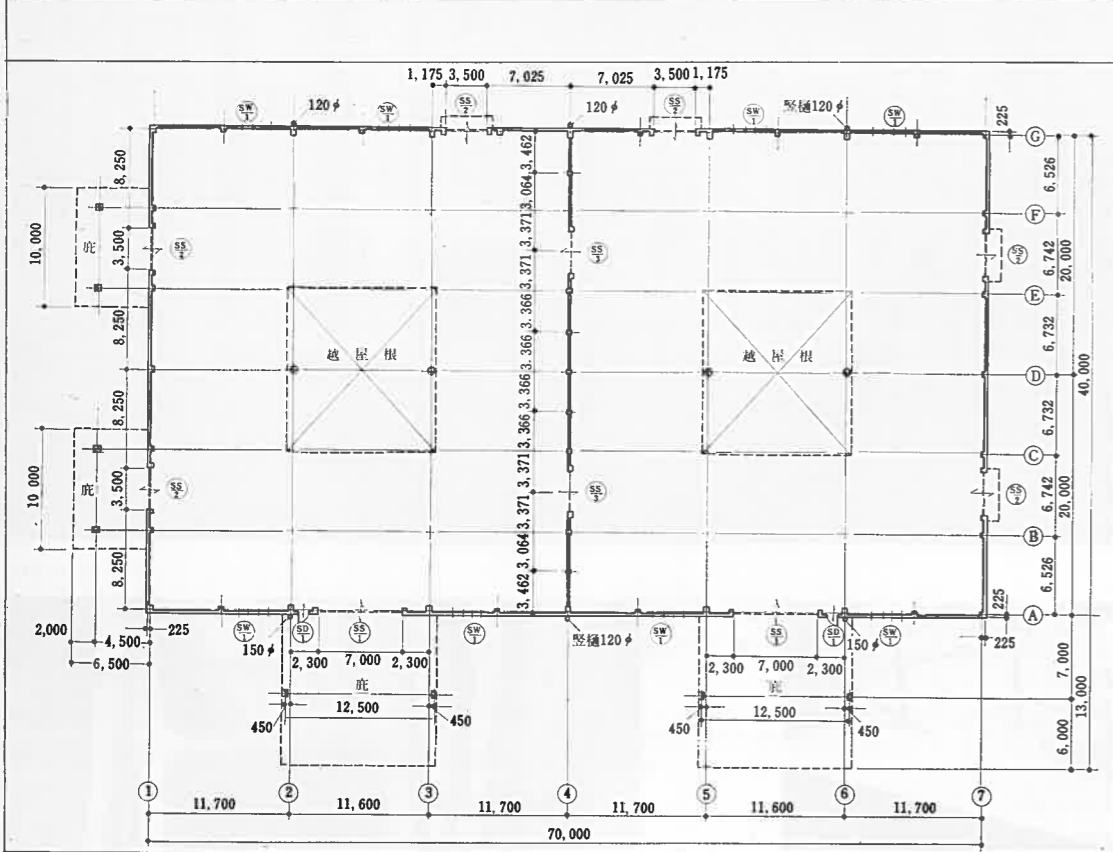 1,175 3,500 7,025 7,025 3,500 1,175
SW 1 120φ SW 1 SS 2 120φ SS 2 SW 1 竪樋120φ SW 1 225
G
8,250 3,462 6,526
3,064
F
10,000 庇 3,500 SS 2 3,371 SS 3 SS 2 6,742 20,000
3,371
E
8,250 3,366 6,732
越屋根 3,366 越屋根
D
40,000
8,250 3,366 6,732
3,366
C
10,000 庇 3,500 SS 2 3,371 SS 3 SS 2 6,742 20,000
3,371
B
8,250 3,064 6,526
3,462 225
A
2,000 4,500 225 SW 1 SD 1 SS 1 SW 1 竪樋120φ SW 1 SS 1 SD 1 SW 1 225
6,500 150φ 150φ
2,300 7,000 2,300 2,300 7,000 2,300 7,000
庇 庇
450 12,500 450 450 12,500 450 13,000
6,000
1 2 3 4 5 6 7
11,700 11,600 11,700 11,700 11,600 11,700
70,000